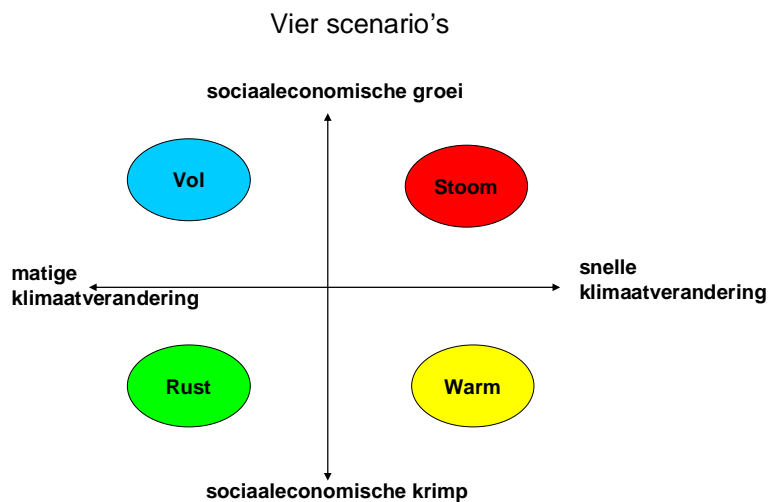 Vier scenario's
sociaaleconomische groei
Vol
Stoom
matige
klimaatverandering
snelle
klimaatverandering
Rust
Warm
sociaaleconomische krimp